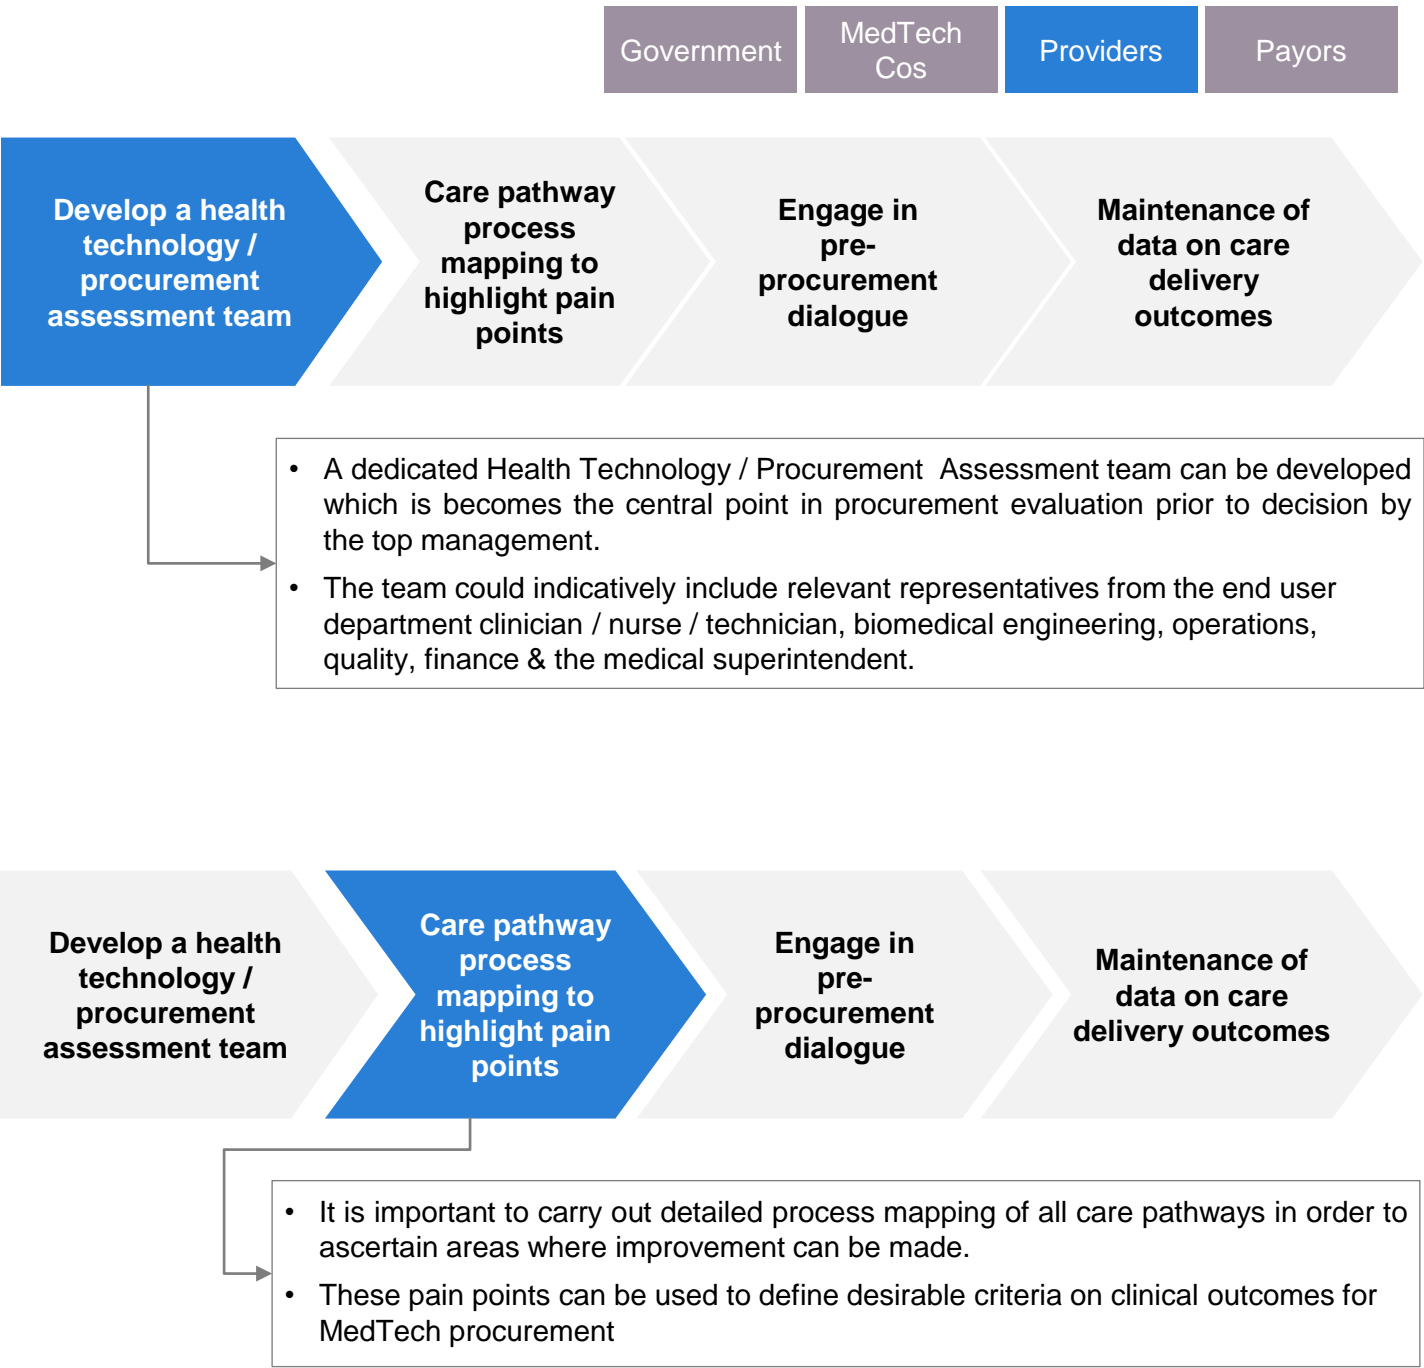 Government
MedTech
Cos
Providers
Payors
Develop a health
technology /
procurement
assessment team
Care pathway
process
mapping to
highlight pain
points
Engage in
pre-
procurement
dialogue
Maintenance of
data on care
delivery
outcomes
• A dedicated Health Technology / Procurement Assessment team can be developed
which is becomes the central point in procurement evaluation prior to decision by
the top management.
• The team could indicatively include relevant representatives from the end user
department clinician / nurse / technician, biomedical engineering, operations,
quality, finance & the medical superintendent.
Develop a health
technology /
procurement
assessment team
Care pathway
process
mapping to
highlight pain
points
Engage in
pre-
procurement
dialogue
Maintenance of
data on care
delivery outcomes
• It is important to carry out detailed process mapping of all care pathways in order to
ascertain areas where improvement can be made.
• These pain points can be used to define desirable criteria on clinical outcomes for
MedTech procurement